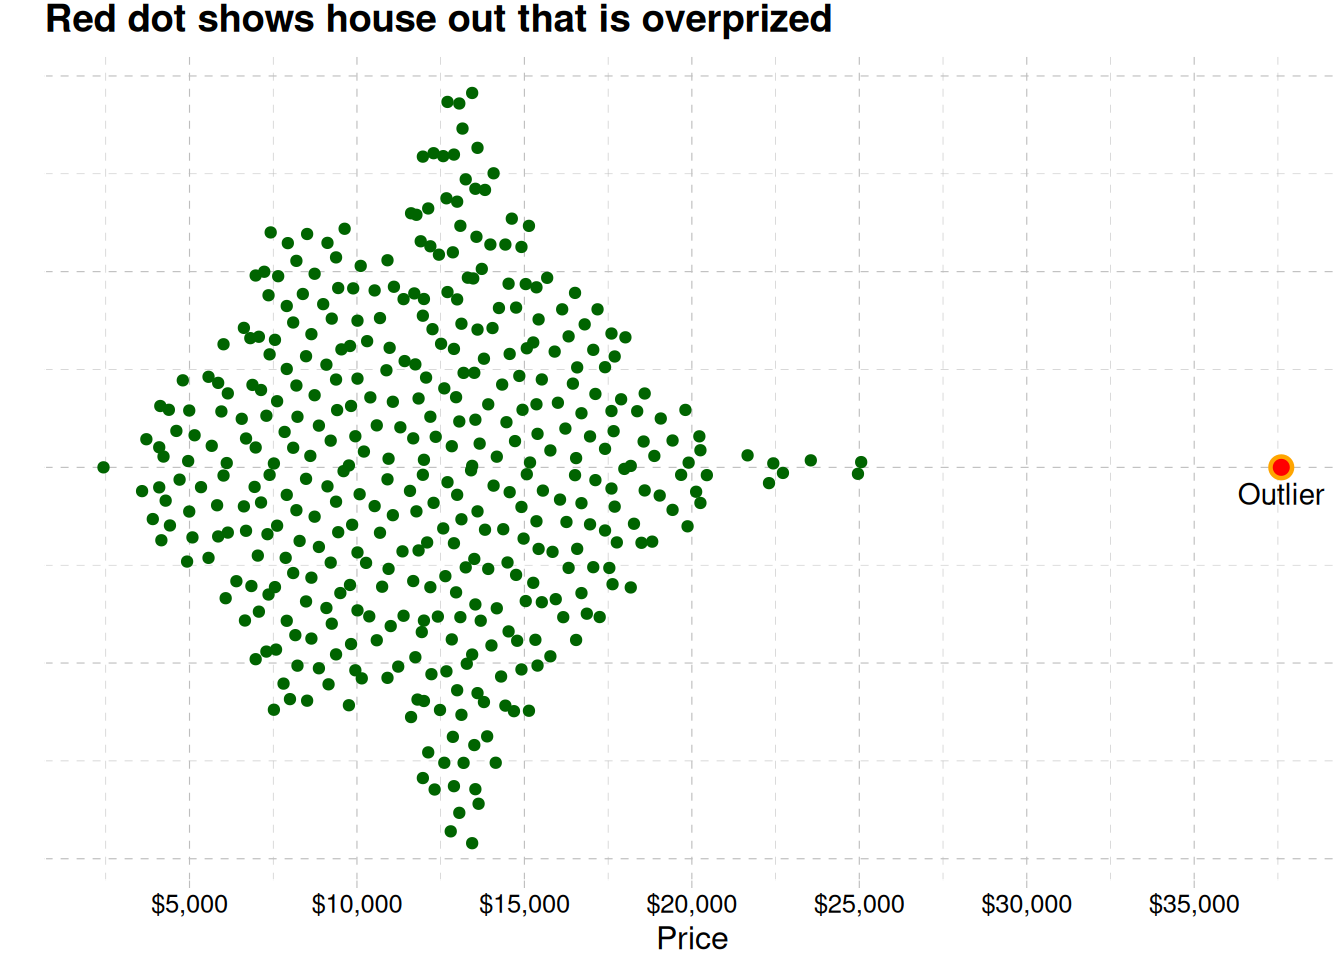 Red dot shows house out that is overprized
Outlier
$5,000 $10,000 $15,000 $20,000 $25,000 $30,000 $35,000
Price